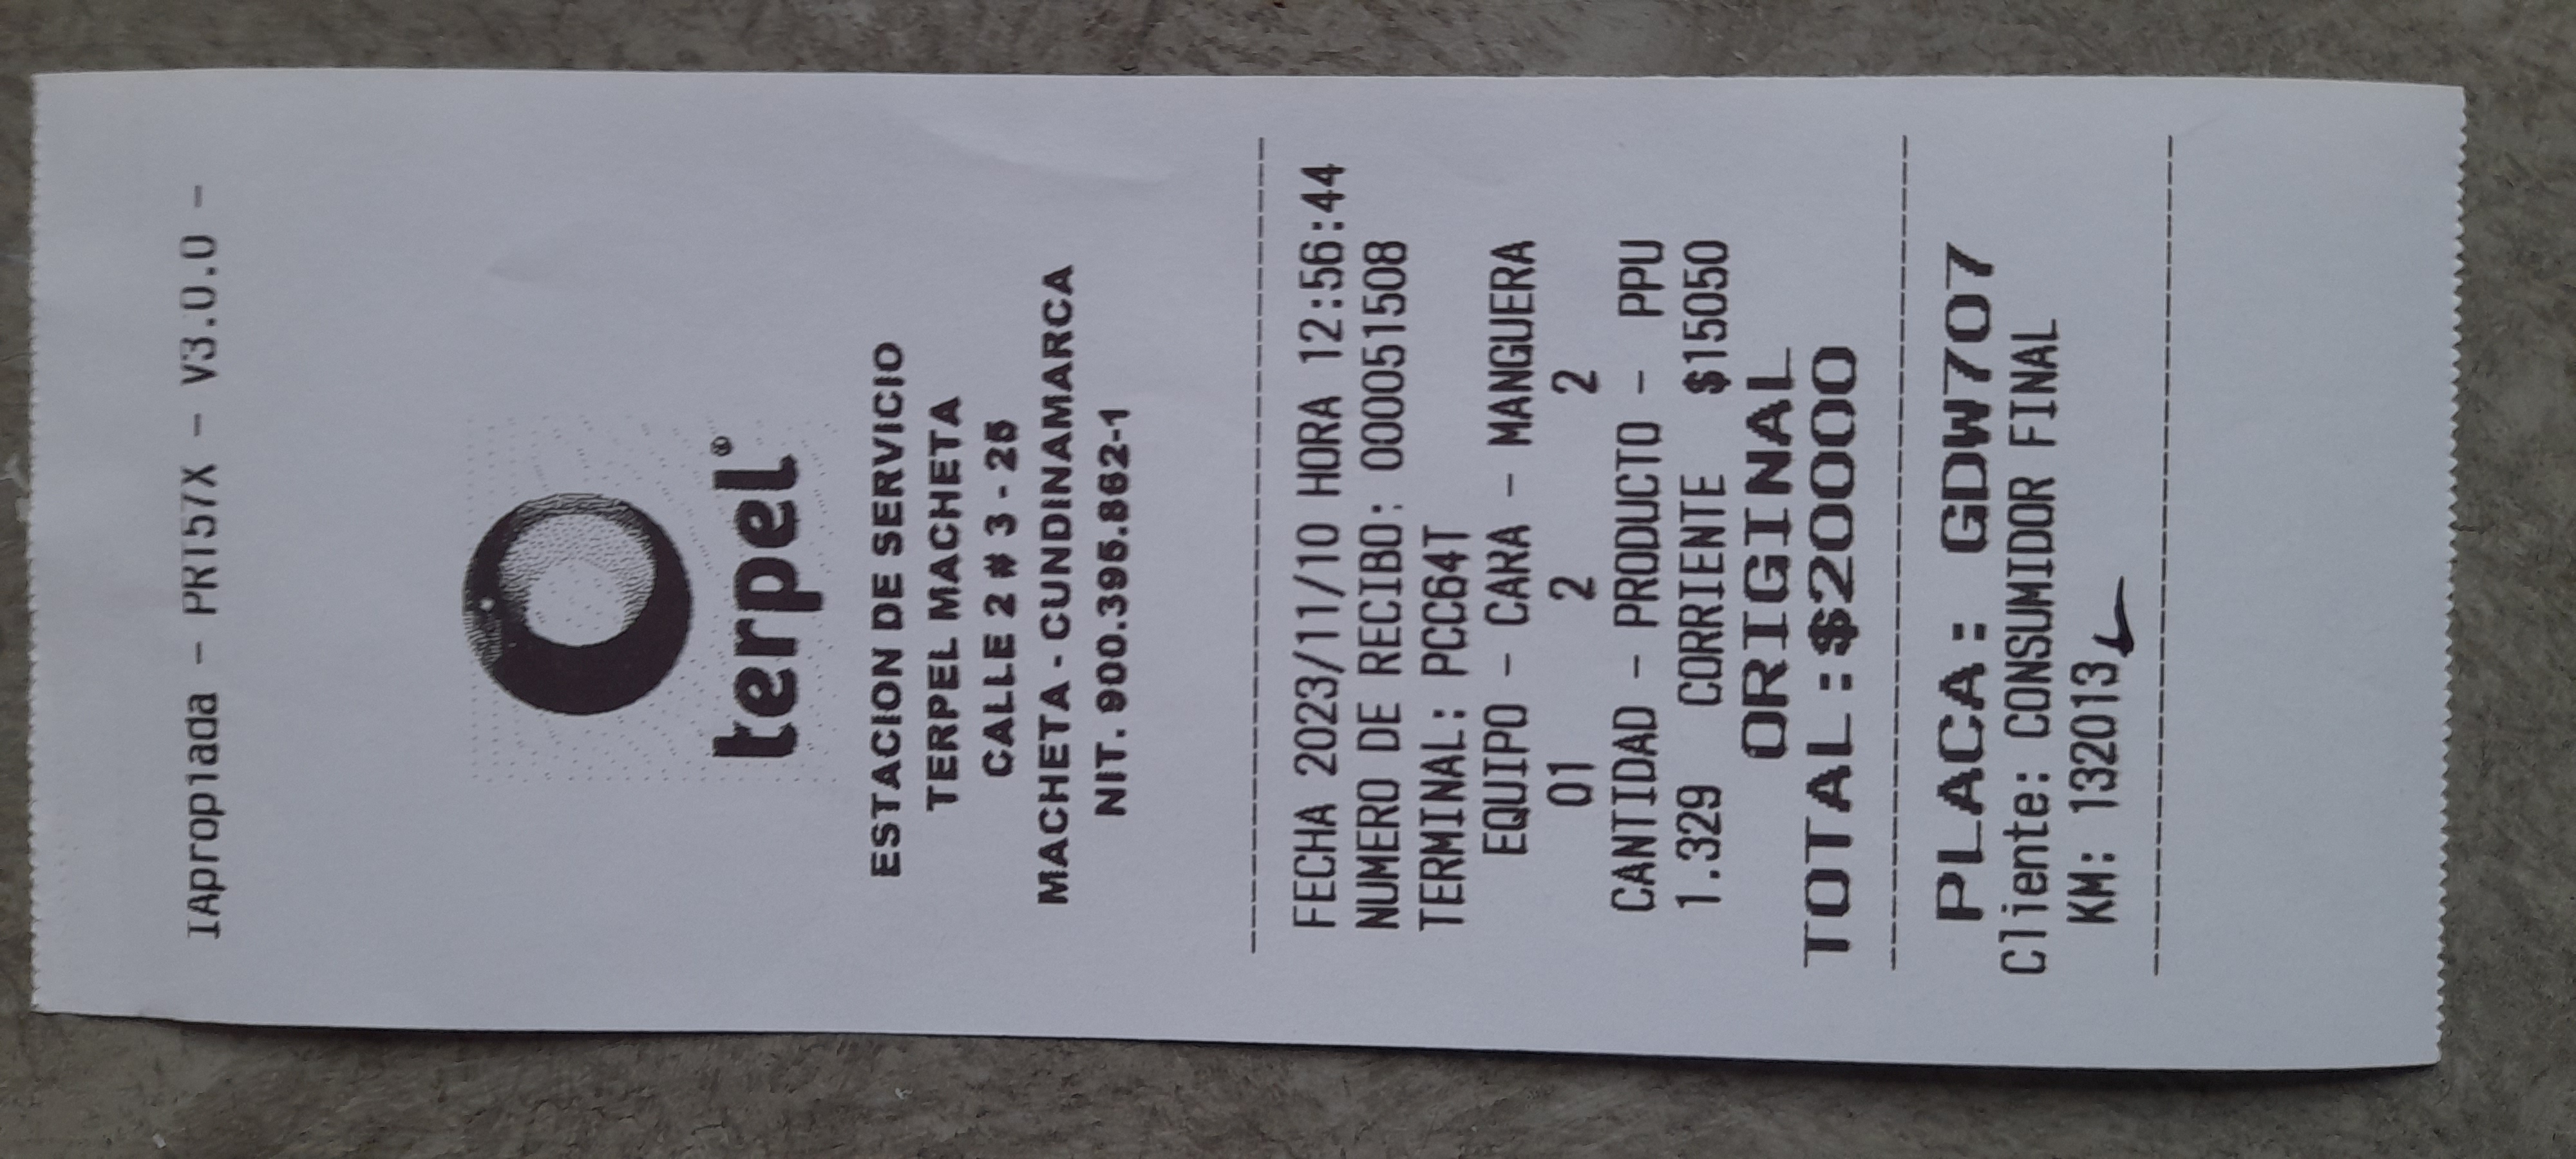 IApropiada - PRT57X - V3.0.0 -
terpel®
ESTACION DE SERVICIO
TERPEL MACHETA
CALLE 2 # 3 - 25
MACHETA - CUNDINAMARCA
NIT. 900.395.862-1
FECHA 2023/11/10 HORA 12:56:44
NUMERO DE RECIBO: 000051508
TERMINAL: PCC64T
EQUIPO - CARA - MANGUERA
01 2 2
CANTIDAD - PRODUCTO - PPU
1.329 CORRIENTE $15050
ORIGINAL
TOTAL:$20000
PLACA: GDW707
Cliente: CONSUMIDOR FINAL
KM: 132013